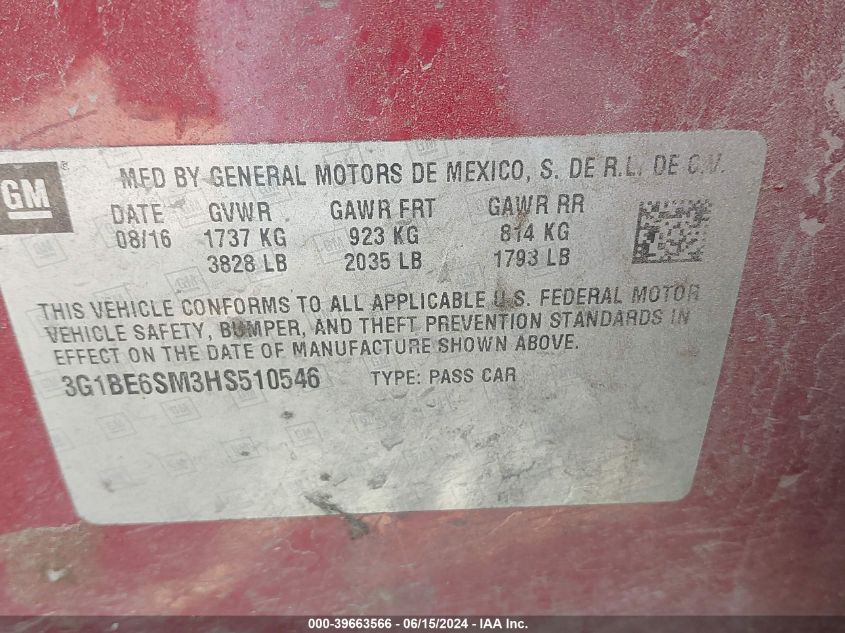 GM
MFD BY GENERAL MOTORS DE MEXICO, S. DE R.L. DE C.V.
DATE GVWR GAWR FRT GAWR RR
08/16 1737 KG 923 KG 814 KG
3828 LB 2035 LB 1793 LB
THIS VEHICLE CONFORMS TO ALL APPLICABLE U.S. FEDERAL MOTOR
VEHICLE SAFETY, BUMPER, AND THEFT PREVENTION STANDARDS IN
EFFECT ON THE DATE OF MANUFACTURE SHOWN ABOVE.
3G1BE6SM3HS510546 TYPE: PASS CAR
000-39663566 - 06/15/2024 - IAA Inc.